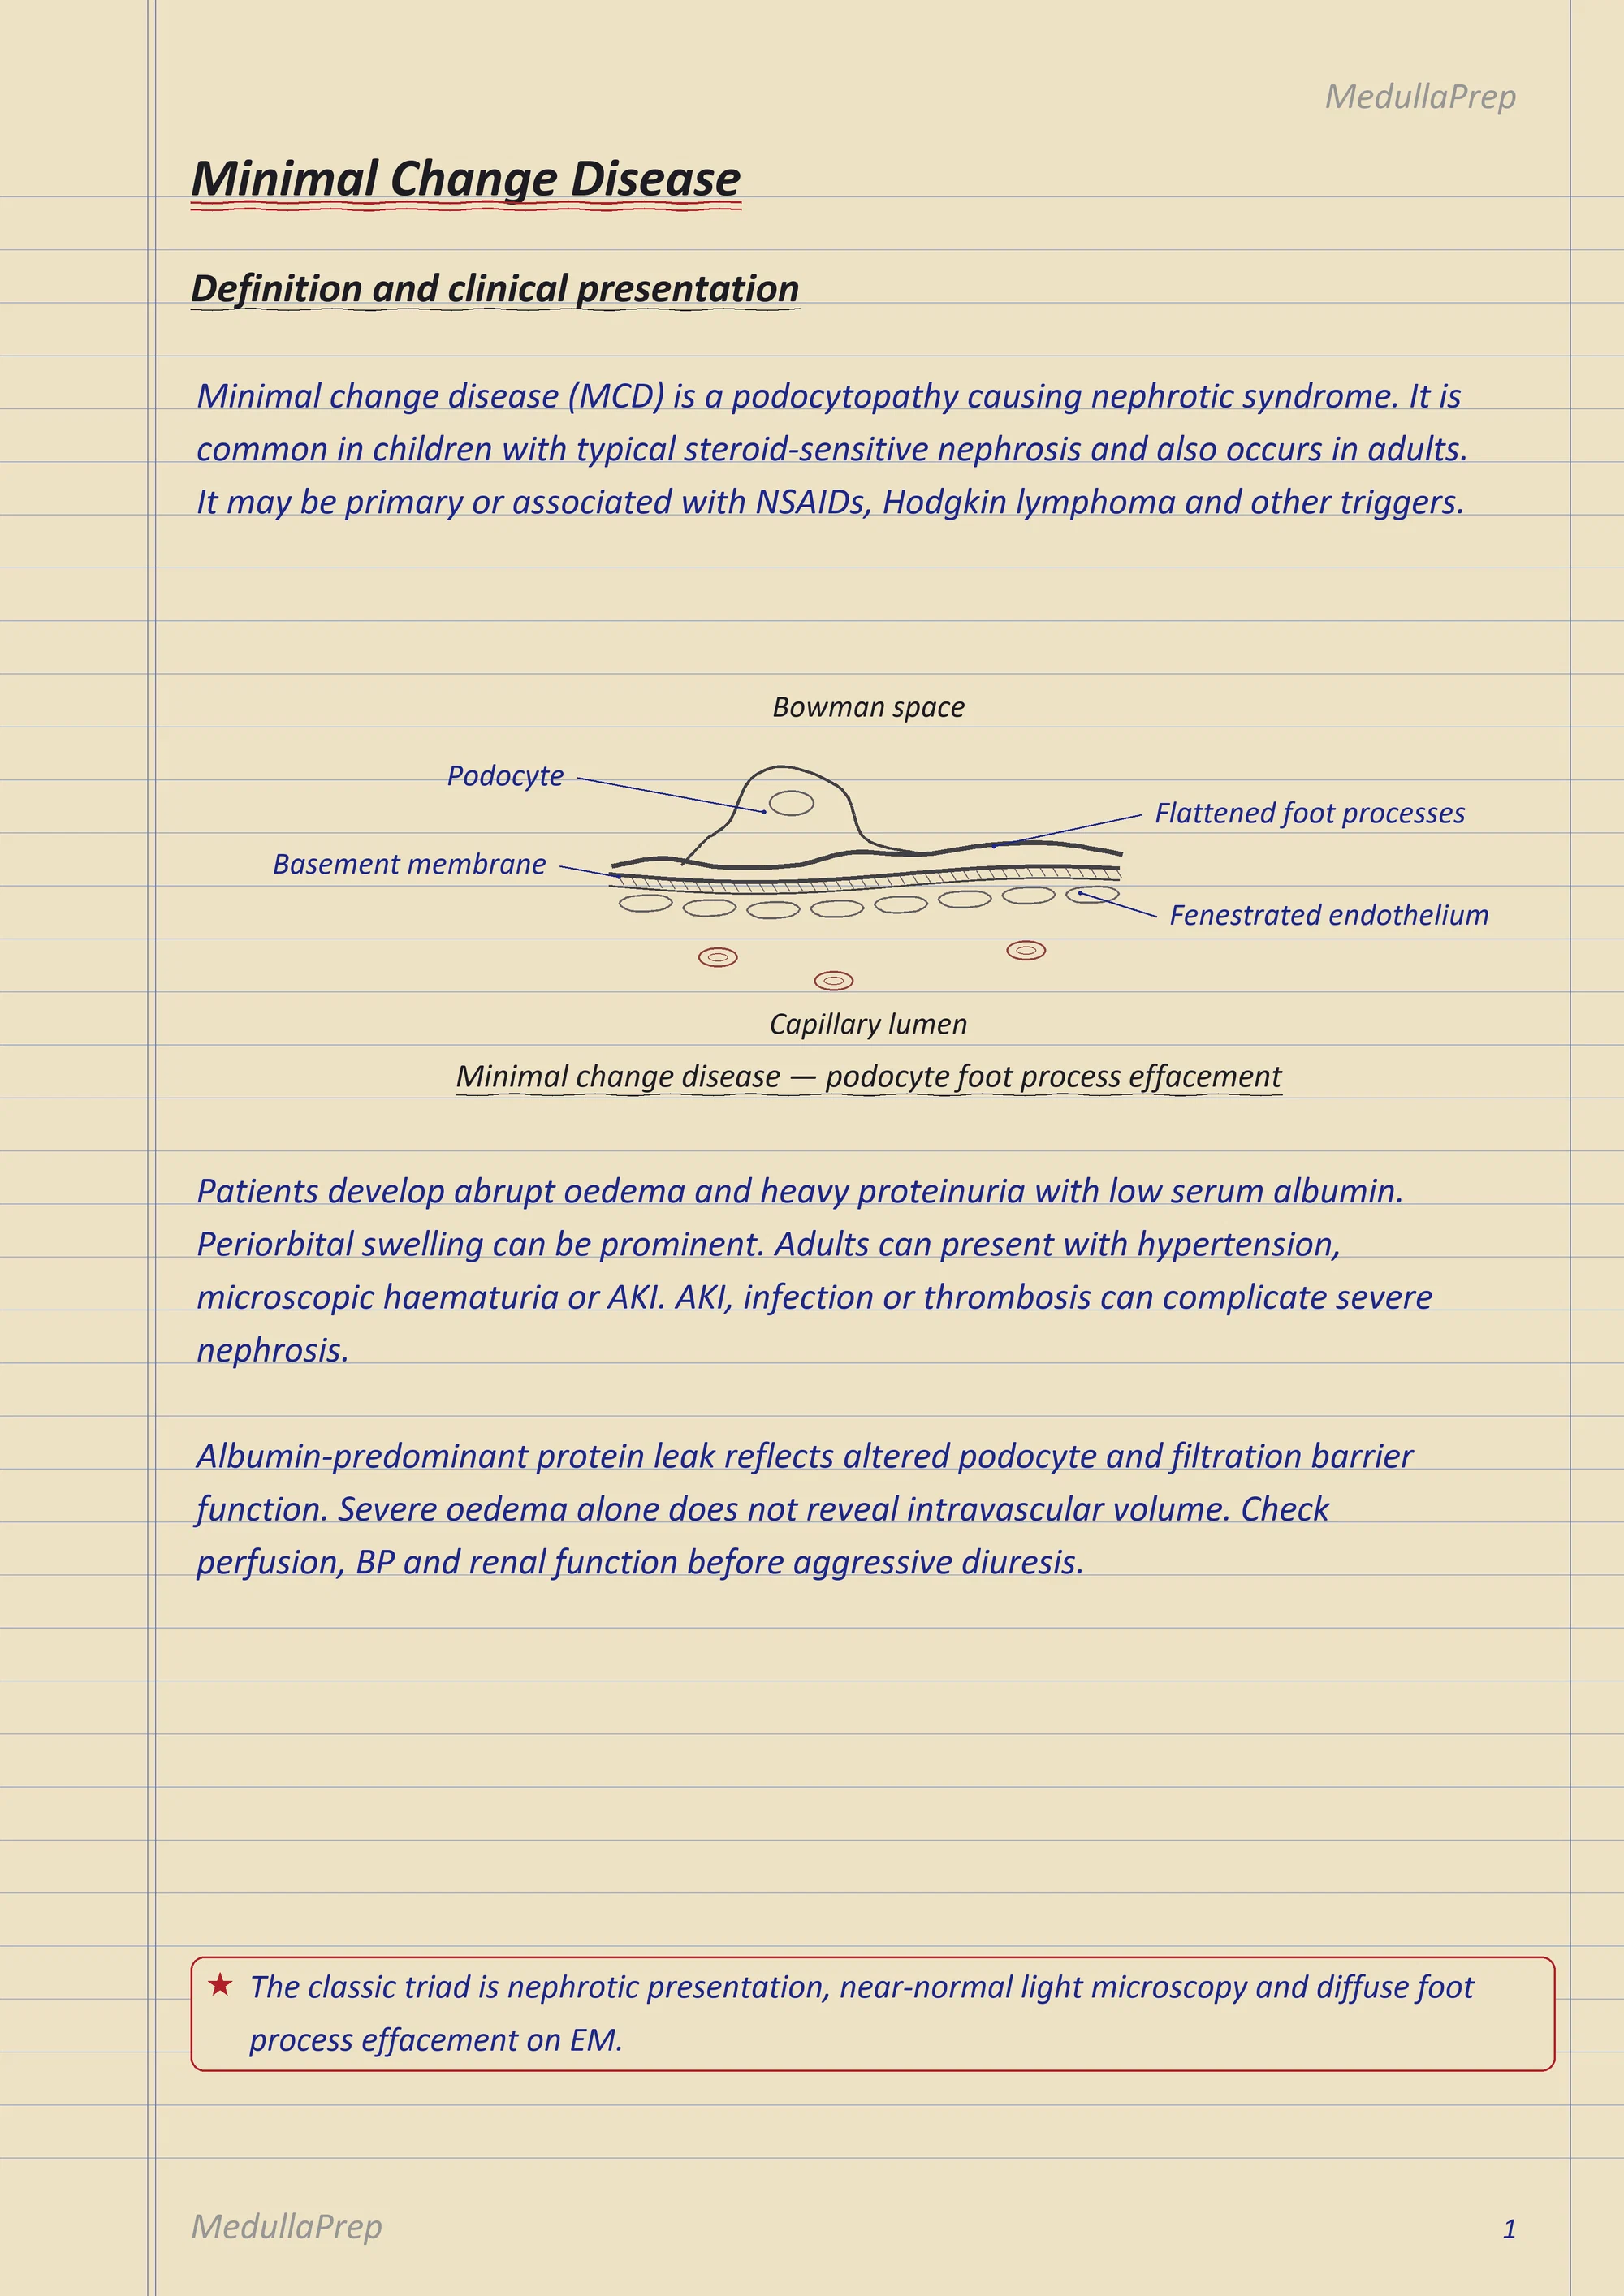 MedullaPrep
Minimal Change Disease
Definition and clinical presentation
Minimal change disease (MCD) is a podocytopathy causing nephrotic syndrome. It is
common in children with typical steroid-sensitive nephrosis and also occurs in adults.
It may be primary or associated with NSAIDs, Hodgkin lymphoma and other triggers.
Bowman space
Podocyte
Flattened foot processes
Basement membrane
Fenestrated endothelium
Capillary lumen
Minimal change disease — podocyte foot process effacement
Patients develop abrupt oedema and heavy proteinuria with low serum albumin.
Periorbital swelling can be prominent. Adults can present with hypertension,
microscopic haematuria or AKI. AKI, infection or thrombosis can complicate severe
nephrosis.
Albumin-predominant protein leak reflects altered podocyte and filtration barrier
function. Severe oedema alone does not reveal intravascular volume. Check
perfusion, BP and renal function before aggressive diuresis.
★ The classic triad is nephrotic presentation, near-normal light microscopy and diffuse foot
process effacement on EM.
MedullaPrep
1